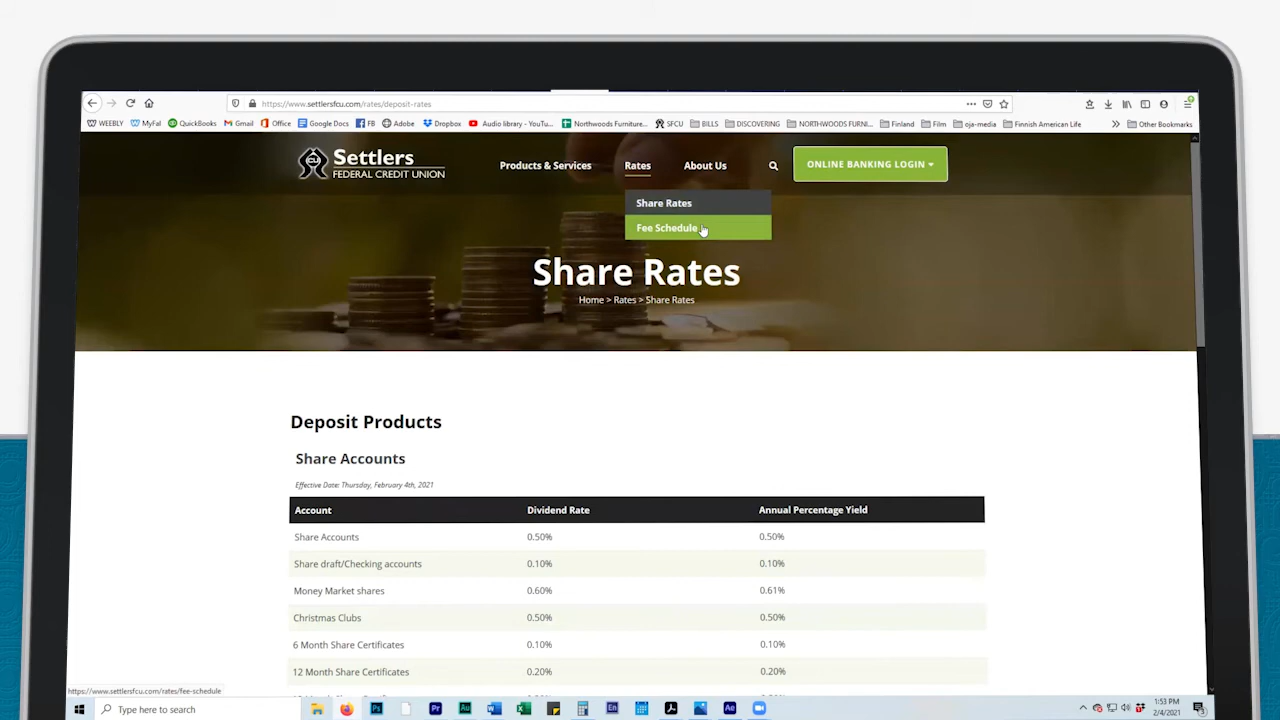 https://www.settlersfcu.com/rates/deposit-rates
WEEBLY MyFal QuickBooks Gmail Office Google Docs FB Adobe Dropbox Audio library - YouTu... Northwoods Furniture... SFCU BILLS DISCOVERING NORTHWOODS FURNI... Finland Film oja-media Finnish American Life Other Bookmarks
CU Settlers
FEDERAL CREDIT UNION
Products & Services Rates About Us ONLINE BANKING LOGIN
Share Rates
Fee Schedule
Share Rates
Home > Rates > Share Rates
Deposit Products
Share Accounts
Effective Date: Thursday, February 4th, 2021
Account Dividend Rate Annual Percentage Yield
Share Accounts 0.50% 0.50%
Share draft/Checking accounts 0.10% 0.10%
Money Market shares 0.60% 0.61%
Christmas Clubs 0.50% 0.50%
6 Month Share Certificates 0.10% 0.10%
12 Month Share Certificates 0.20% 0.20%
https://www.settlersfcu.com/rates/fee-schedule
Type here to search
Ps Pr Au En Ae
1:53 PM
2/4/2021
3